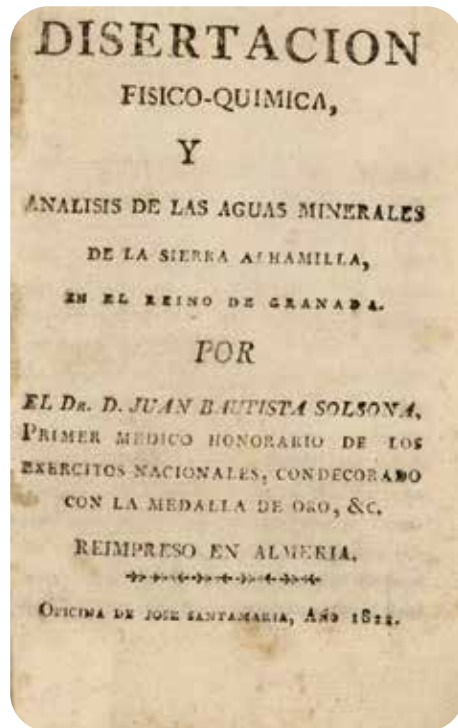 DISERTACION
FISICO-QUIMICA,
Y
ANALISIS DE LAS AGUAS MINERALES
DE LA SIERRA ALHAMILLA,
EN EL REINO DE GRANADA.
POR
EL DR. D. JUAN BAUTISTA SOLSONA,
PRIMER MEDICO HONORARIO DE LOS
EXERCITOS NACIONALES, CONDECORADO
CON LA MEDALLA DE ORO, &C.
REIMPRESO EN ALMERIA.
OFICINA DE JOSE SANTAMARIA, AÑO 1822.